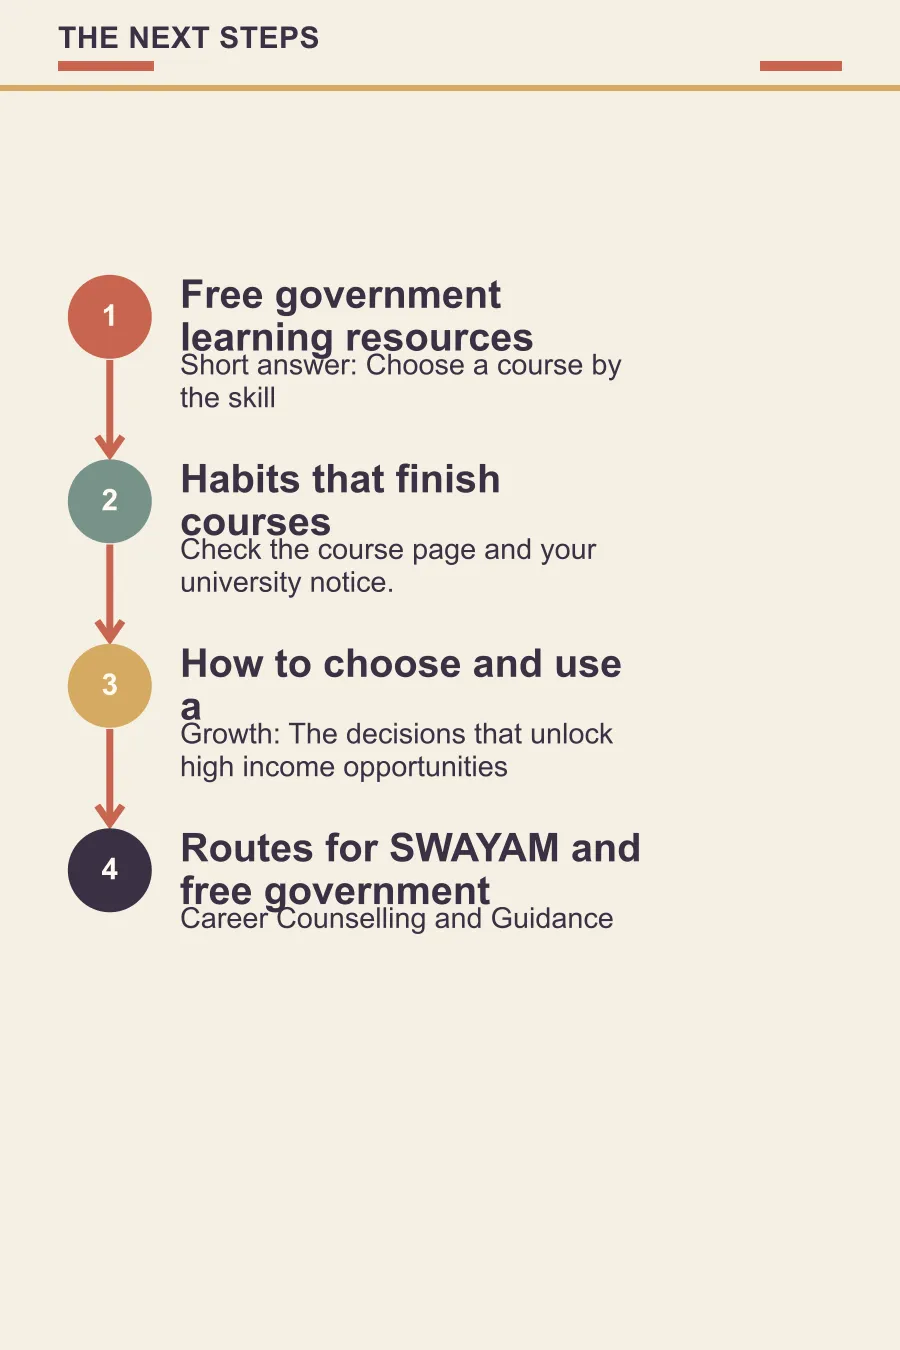 THE NEXT STEPS
1
Free government
learning resources
Short answer: Choose a course by
the skill
2
Habits that finish
courses
Check the course page and your
university notice.
3
How to choose and use
a
Growth: The decisions that unlock
high income opportunities
4
Routes for SWAYAM and
free government
Career Counselling and Guidance